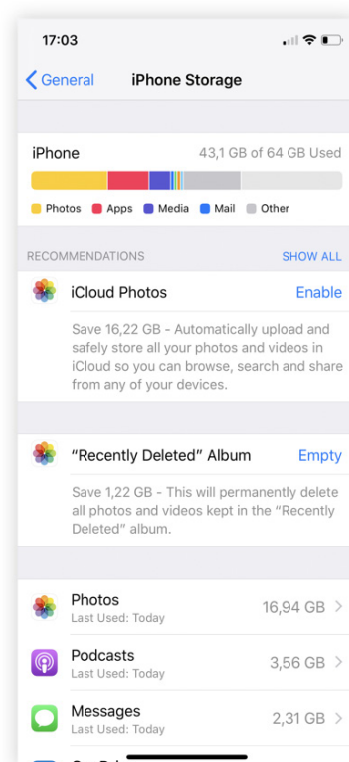 17:03
General
iPhone Storage
iPhone
43,1 GB of 64 GB Used
Photos
Apps
Media
Mail
Other
RECOMMENDATIONS
SHOW ALL
iCloud Photos
Enable
Save 16,22 GB - Automatically upload and
safely store all your photos and videos in
iCloud so you can browse, search and share
from any of your devices.
“Recently Deleted” Album
Empty
Save 1,22 GB - This will permanently delete
all photos and videos kept in the “Recently
Deleted” album.
Photos
16,94 GB
Last Used: Today
Podcasts
3,56 GB
Last Used: Today
Messages
2,31 GB
Last Used: Today